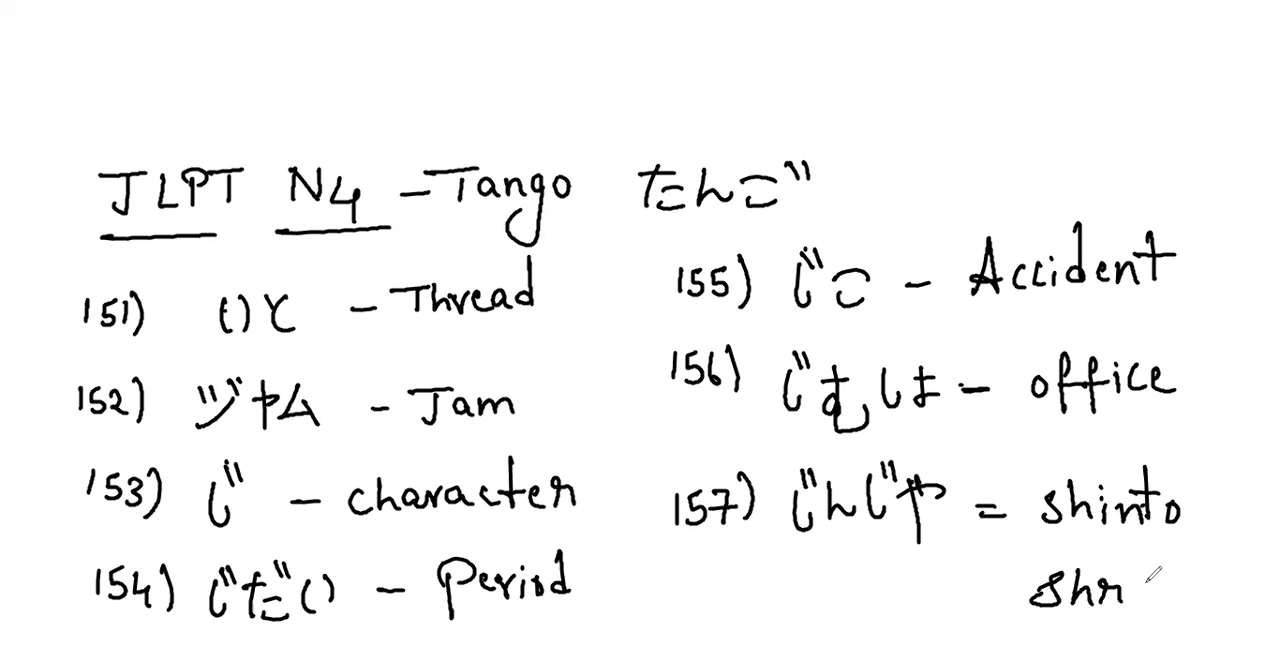 JLPT N4 - Tango たんご
151) いと - Thread
152) ジャム - Jam
153) じ - character
154) じだい - Period
155) じこ - Accident
156) じむしょ - office
157) じんじゃ = shinto
shr